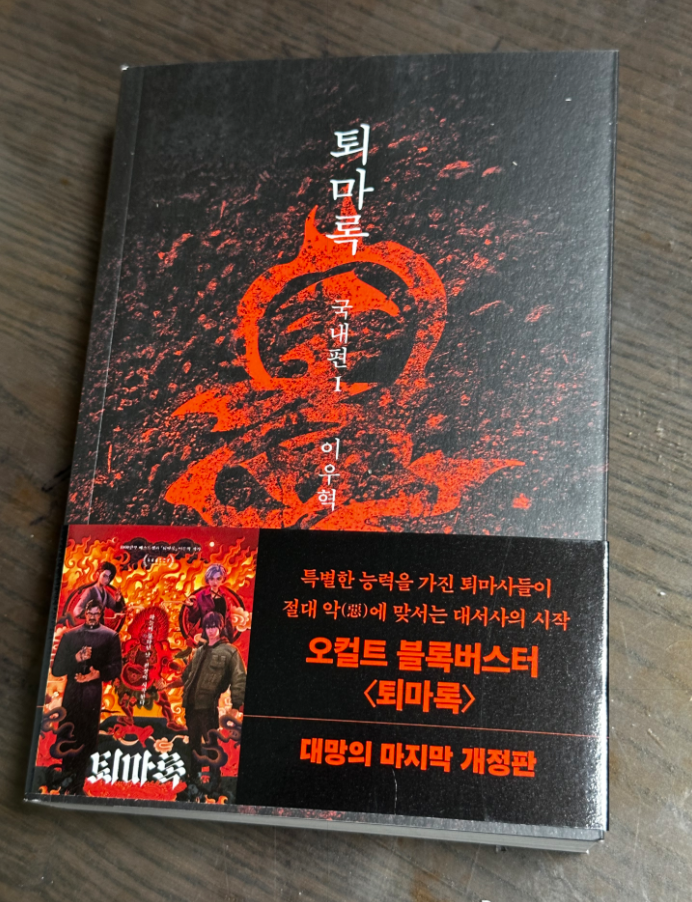 퇴마록
국내편 I
이우혁
특별한 능력을 가진 퇴마사들이
절대 악(惡)에 맞서는 대서사의 시작
오컬트 블록버스터
〈퇴마록〉
대망의 마지막 개정판
퇴마록